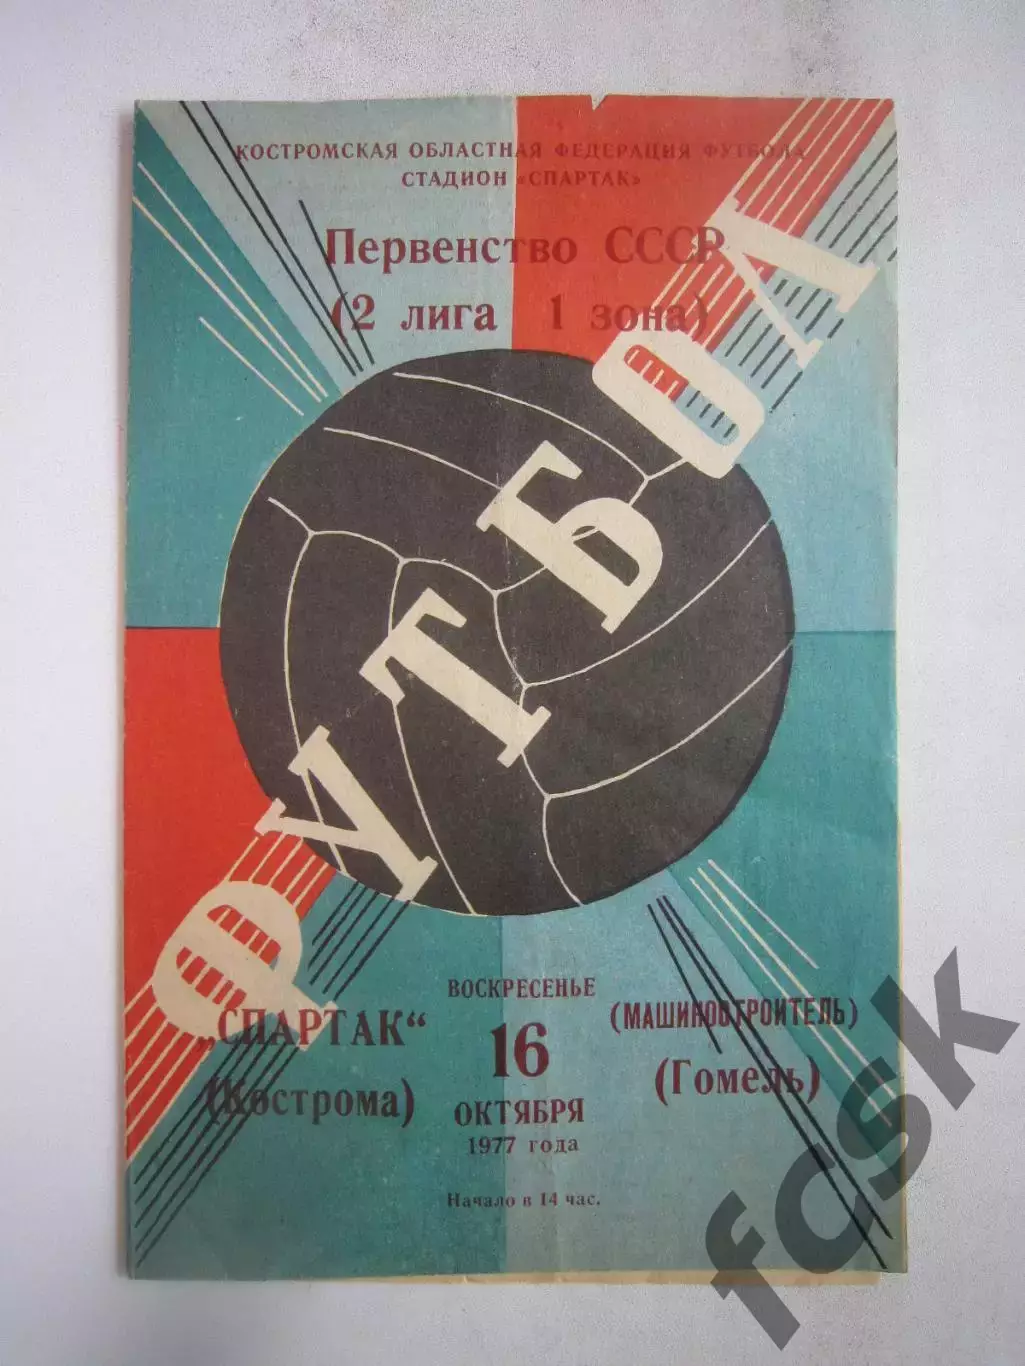 КОСТРОМСКАЯ ОБЛАСТНАЯ ФЕДЕРАЦИЯ ФУТБОЛА
СТАДИОН «СПАРТАК»
Первенство СССР
(2 лига 1 зона)
ФУТБОЛ
„СПАРТАК“
(Кострома)
ВОСКРЕСЕНЬЕ
16
ОКТЯБРЯ
1977 года
Начало в 14 час.
(МАШИНОСТРОИТЕЛЬ)
(Гомель)
fcsk